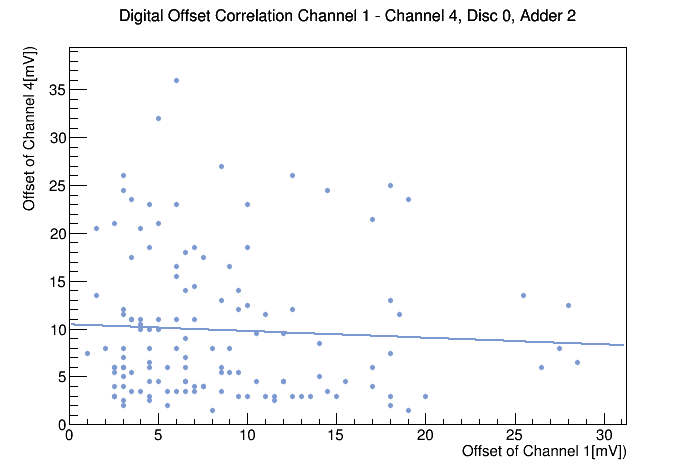 Digital Offset Correlation Channel 1 - Channel 4, Disc 0, Adder 2
Offset of Channel 4[mV])
35
30
25
20
15
10
5
0
0 5 10 15 20 25 30
Offset of Channel 1[mV])